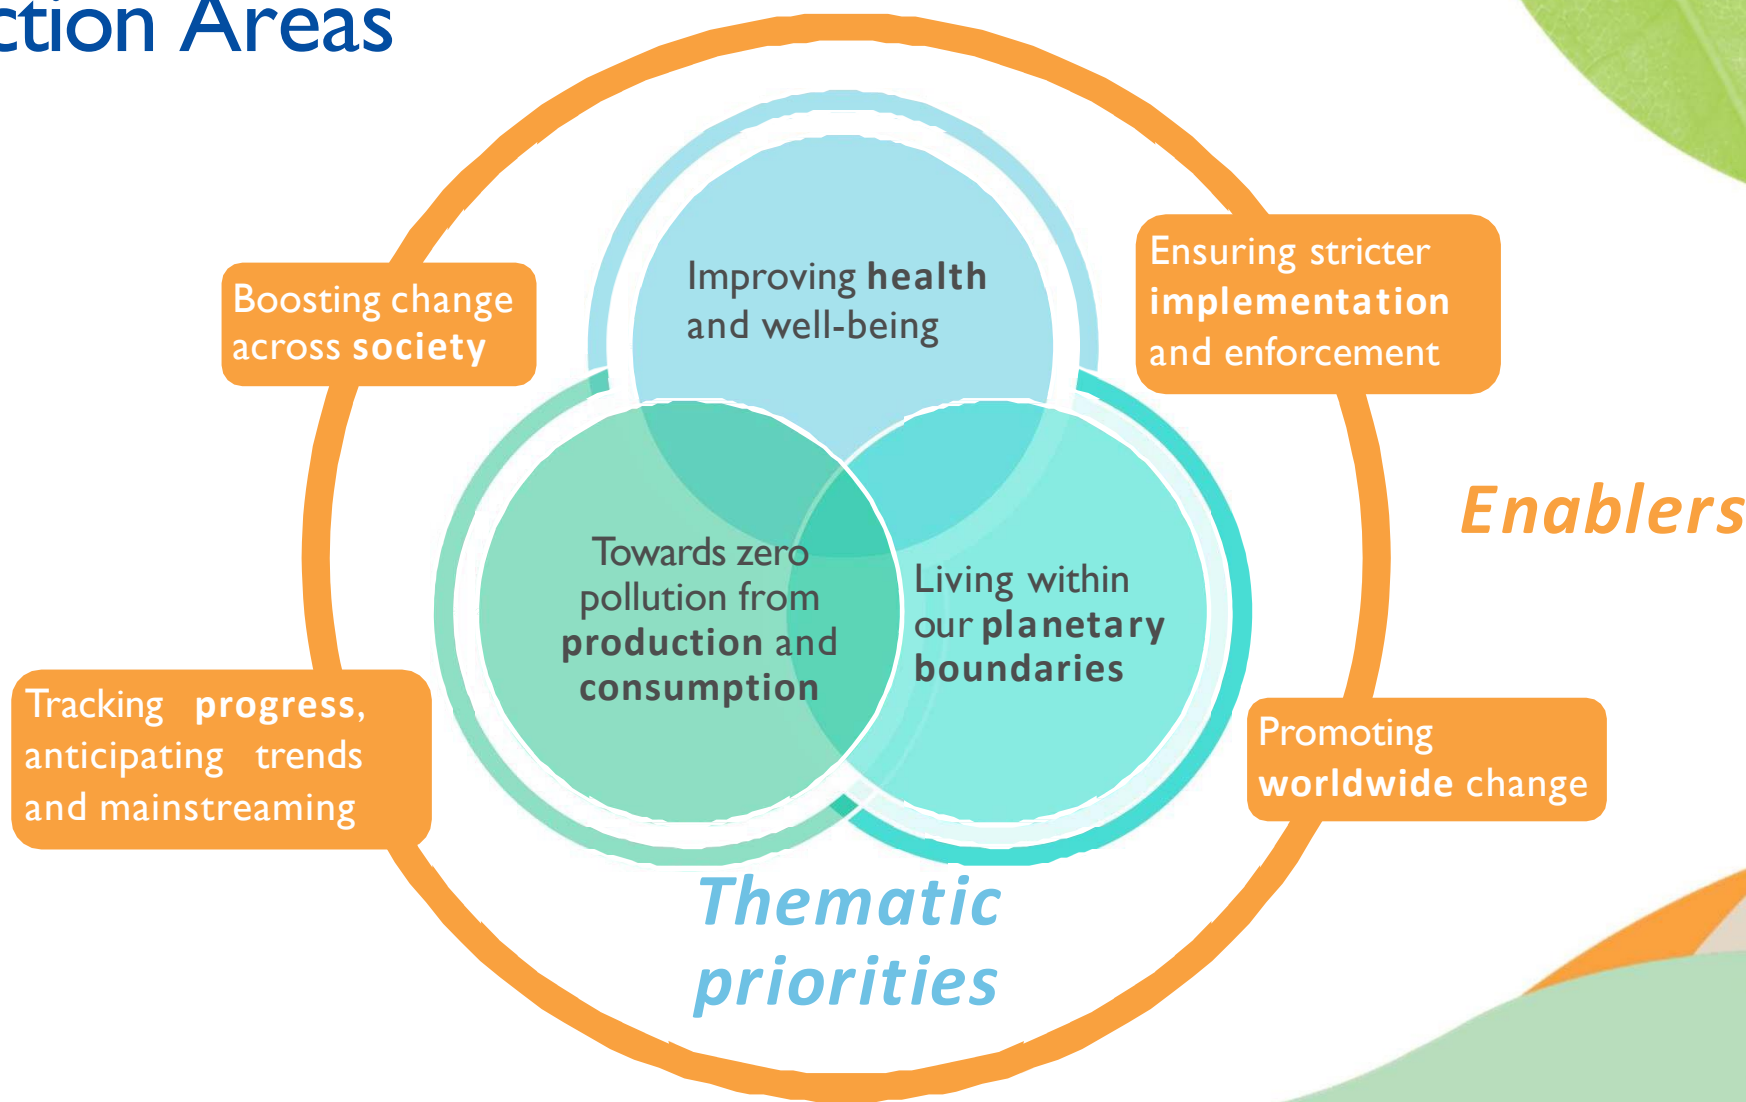 ction Areas
Improving health
and well-being
Boosting change
across society
Ensuring stricter
implementation
and enforcement
Enablers
Towards zero
pollution from
production and
consumption
Living within
our planetary
boundaries
Tracking progress,
anticipating trends
and mainstreaming
Promoting
worldwide change
Thematic
priorities